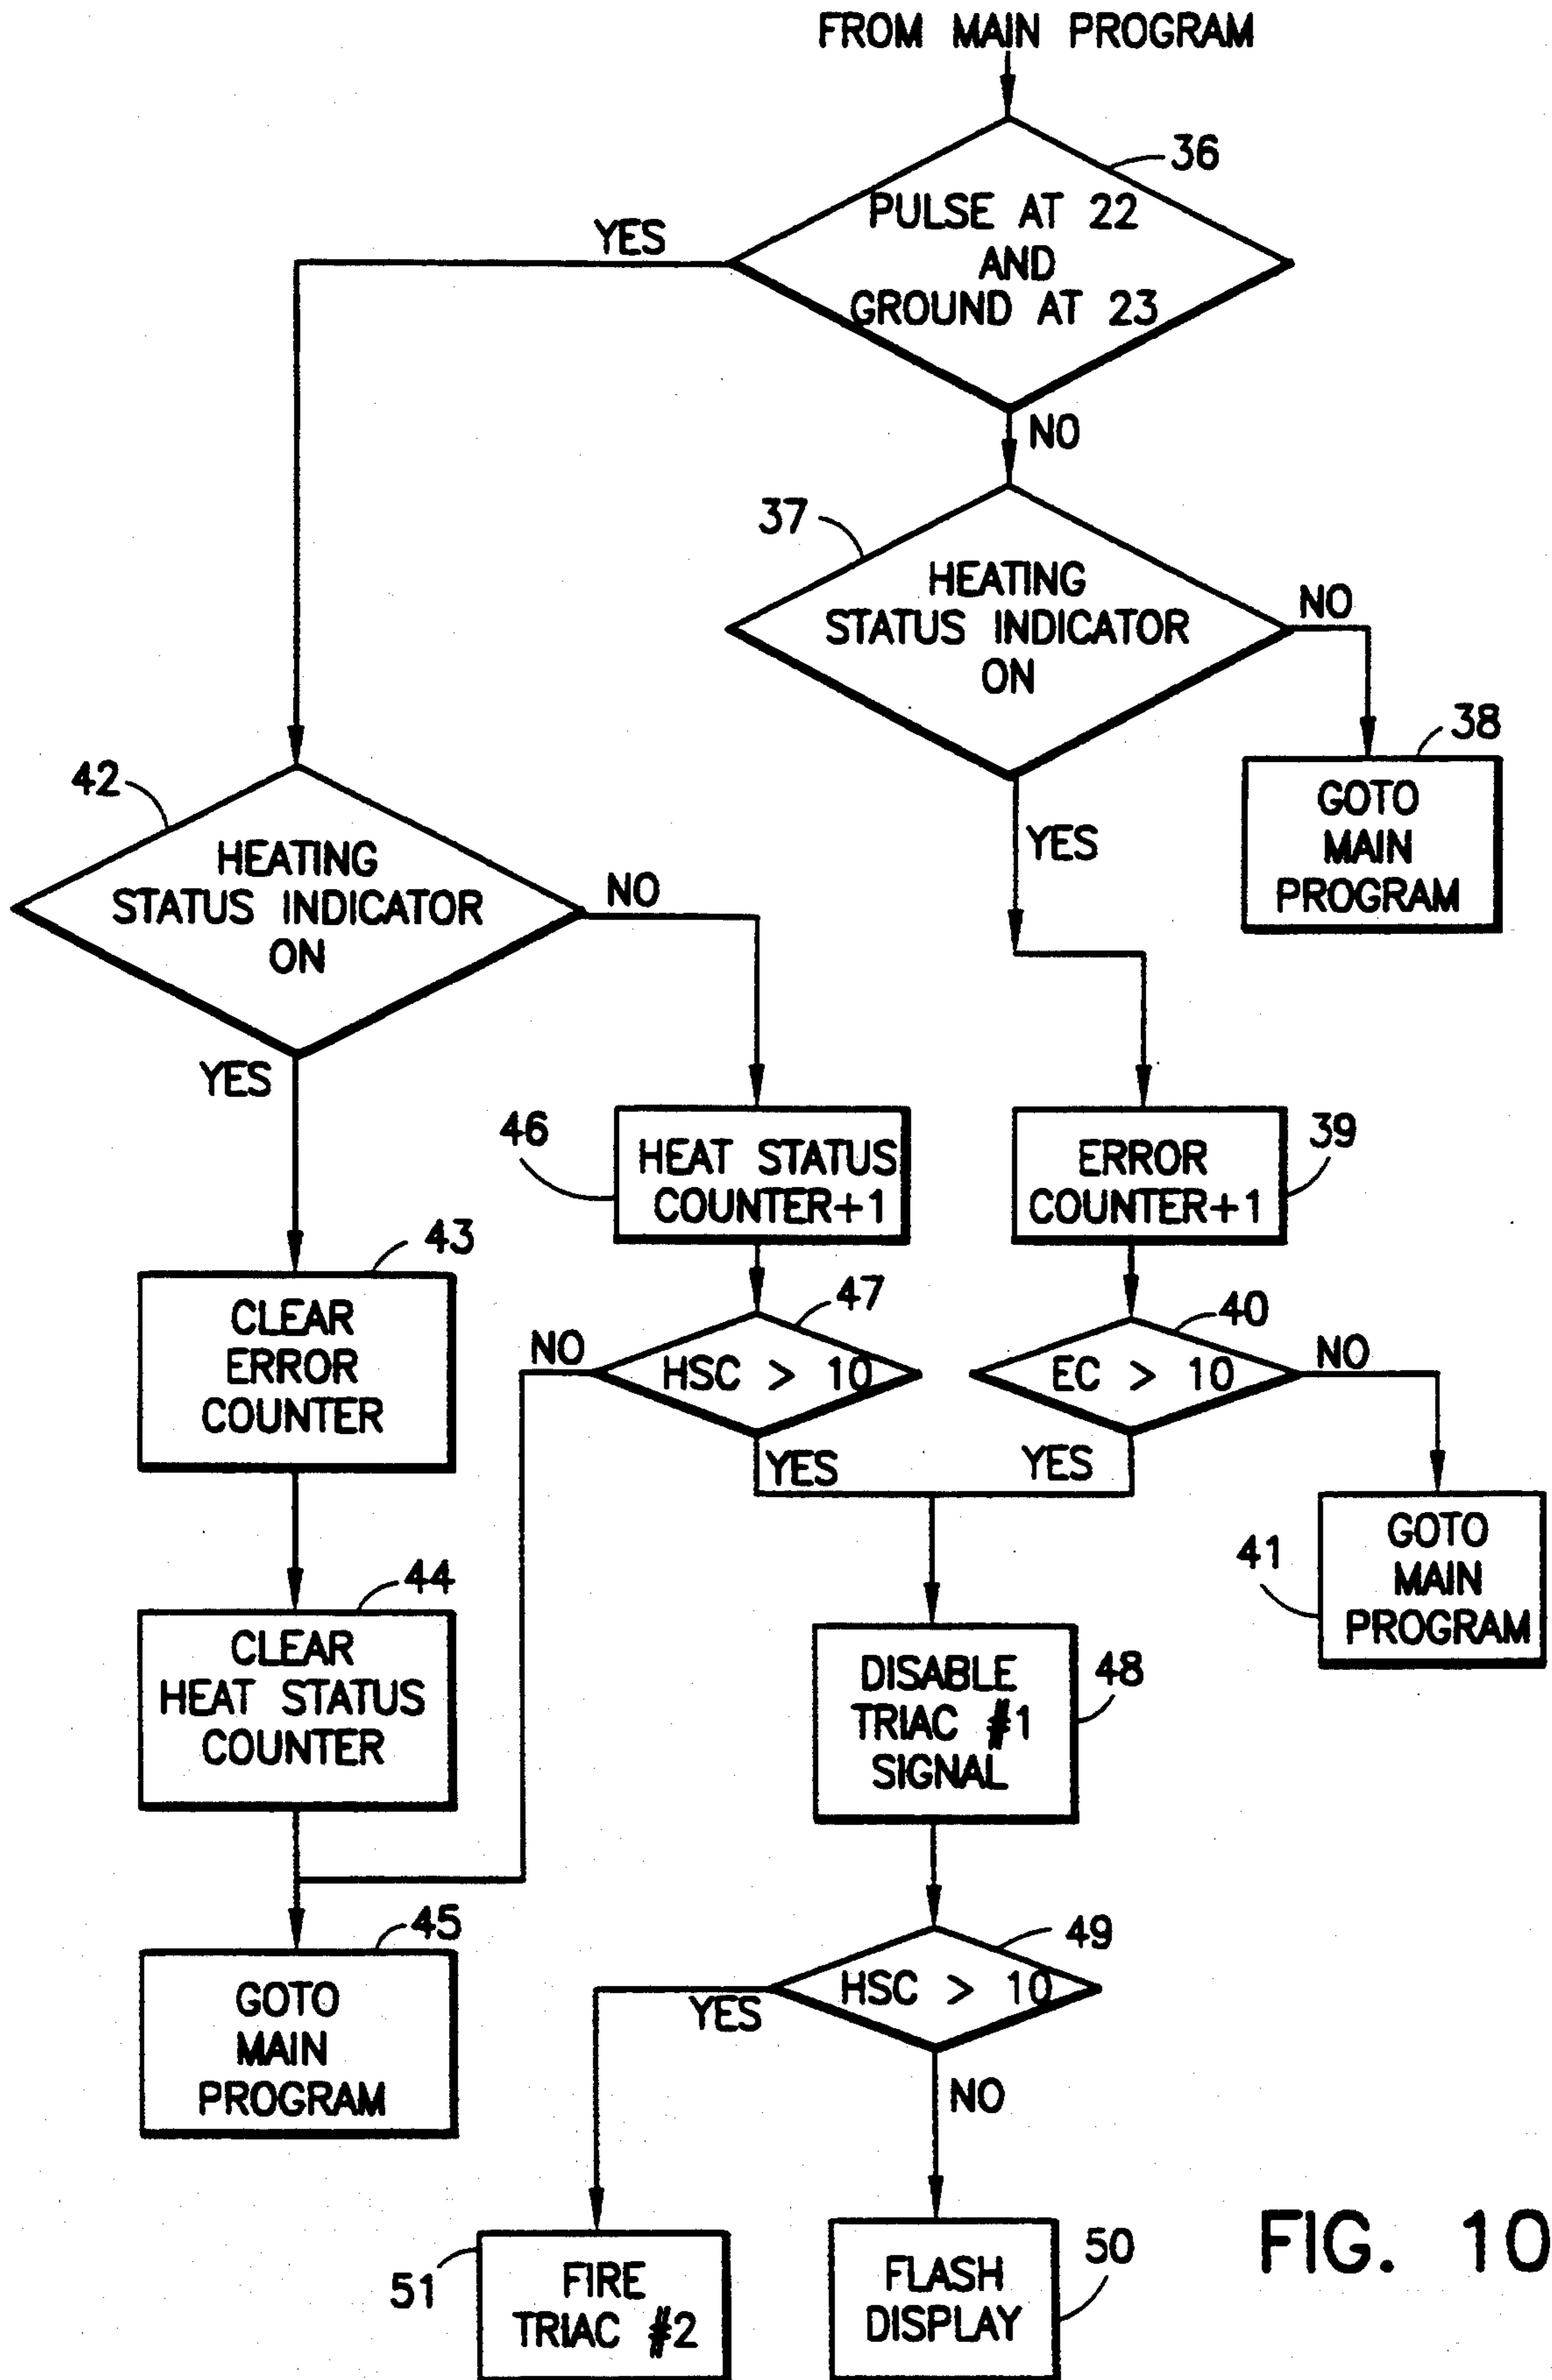 FROM MAIN PROGRAM
36
PULSE AT 22
AND
GROUND AT 23
YES
NO
37
HEATING
STATUS INDICATOR
ON
NO
38
GOTO
MAIN
PROGRAM
YES
42
HEATING
STATUS INDICATOR
ON
NO
YES
46
HEAT STATUS
COUNTER+1
ERROR
COUNTER+1
39
43
CLEAR
ERROR
COUNTER
47
HSC > 10
NO
YES
40
EC > 10
NO
YES
41
GOTO
MAIN
PROGRAM
44
CLEAR
HEAT STATUS
COUNTER
DISABLE
TRIAC #1
SIGNAL
48
45
GOTO
MAIN
PROGRAM
49
HSC > 10
YES
NO
51
FIRE
TRIAC #2
FLASH
DISPLAY
50
FIG. 10